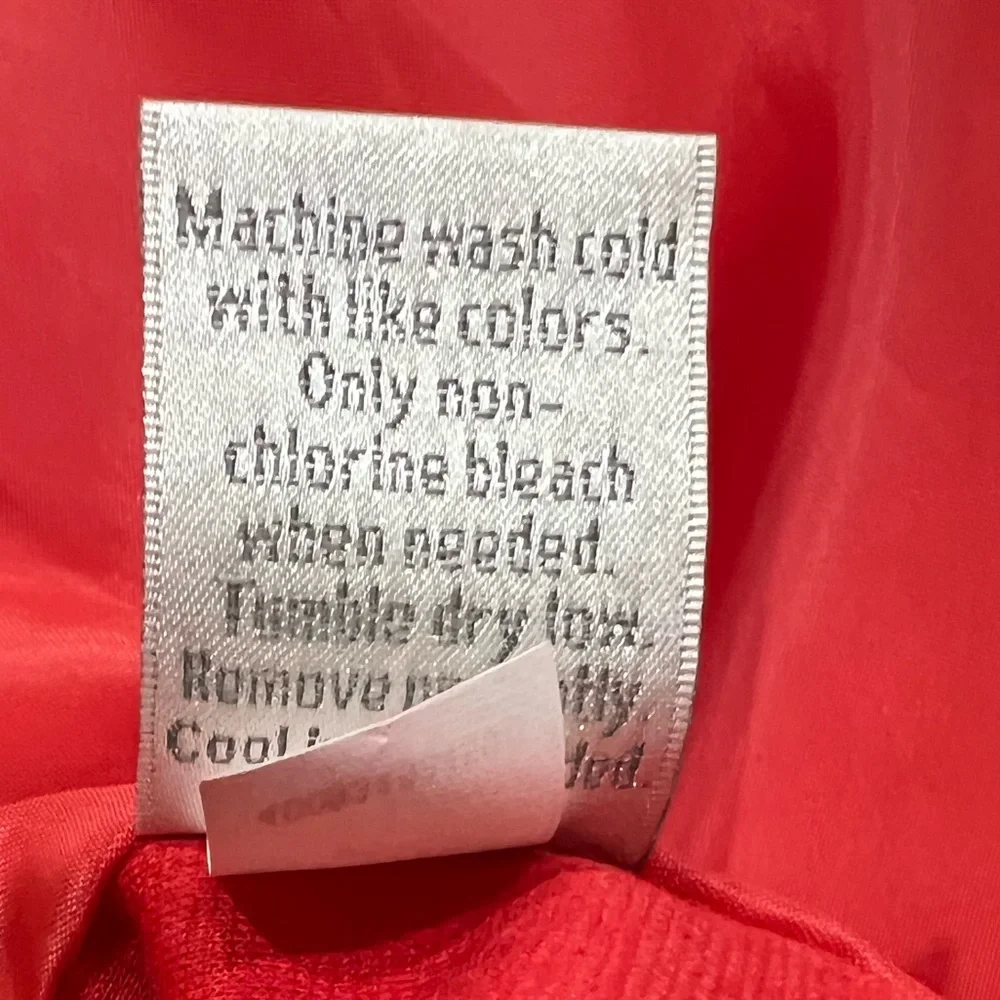 Machine wash cold
with like colors.
Only non-
chlorine bleach
when needed.
Tumble dry low.
Remove
Cool